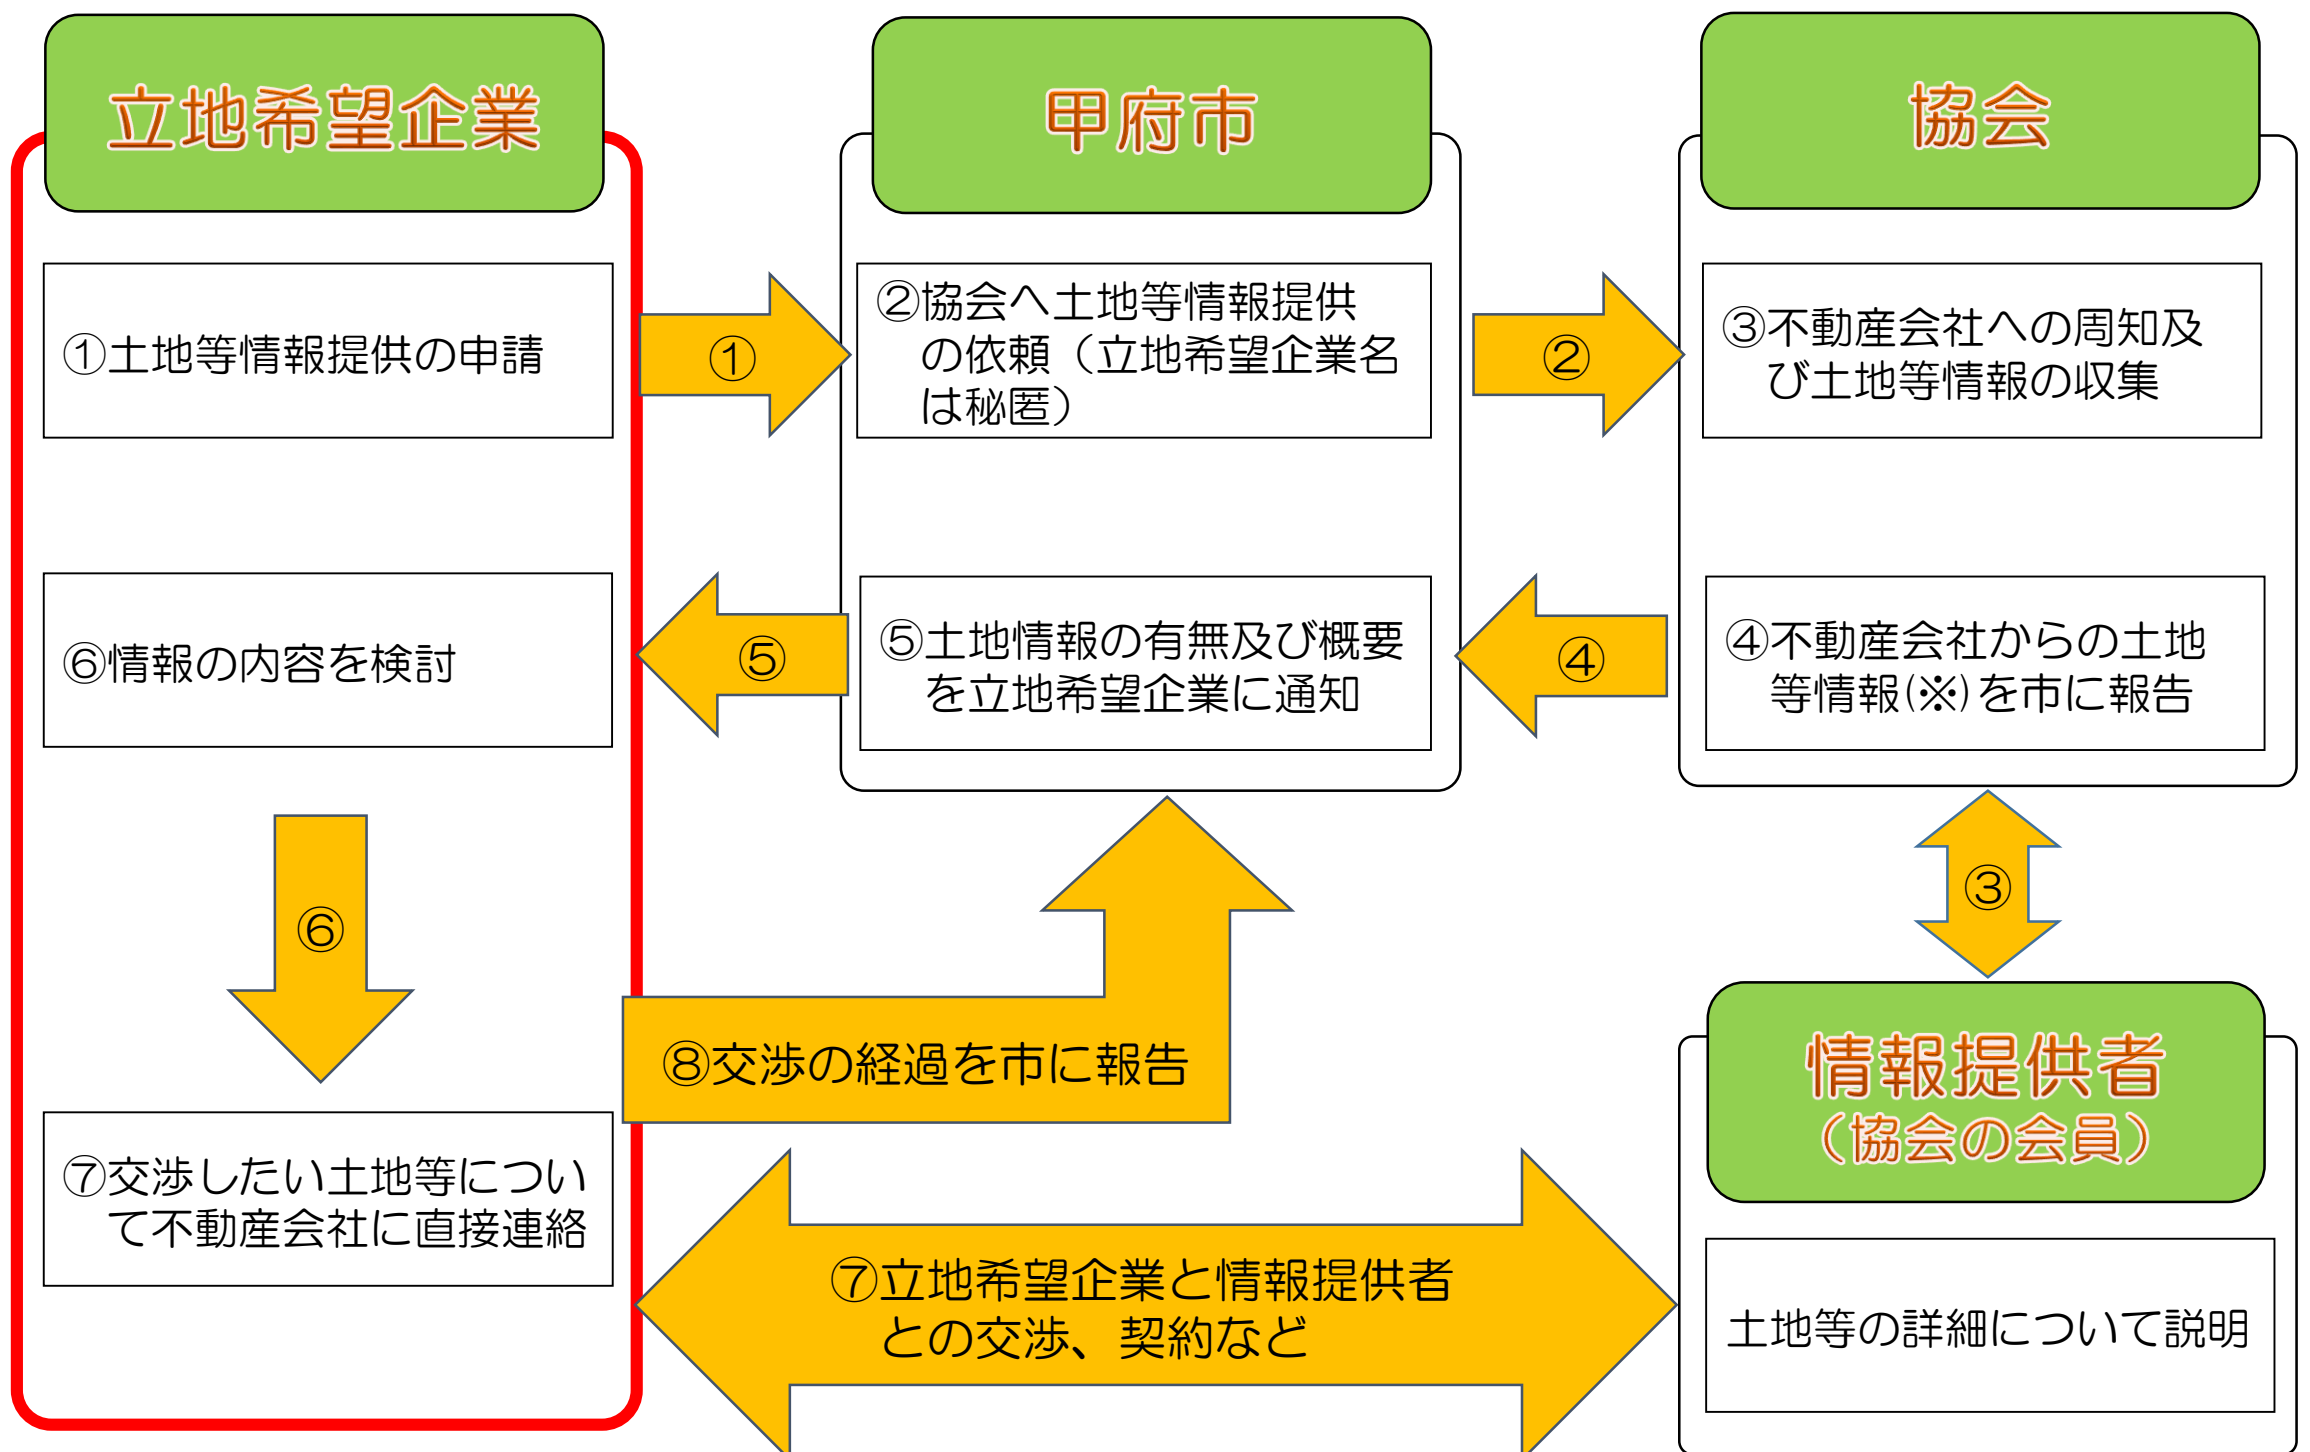 立地希望企業
甲府市
協会
①土地等情報提供の申請
①
②協会へ土地等情報提供
の依頼（立地希望企業名
は秘匿）
②
③不動産会社への周知及
び土地等情報の収集
⑥情報の内容を検討
⑤
⑤土地情報の有無及び概要
を立地希望企業に通知
④
④不動産会社からの土地
等情報(※)を市に報告
⑥
③
⑧交渉の経過を市に報告
情報提供者
（協会の会員）
⑦交渉したい土地等につい
て不動産会社に直接連絡
⑦立地希望企業と情報提供者
との交渉、契約など
土地等の詳細について説明